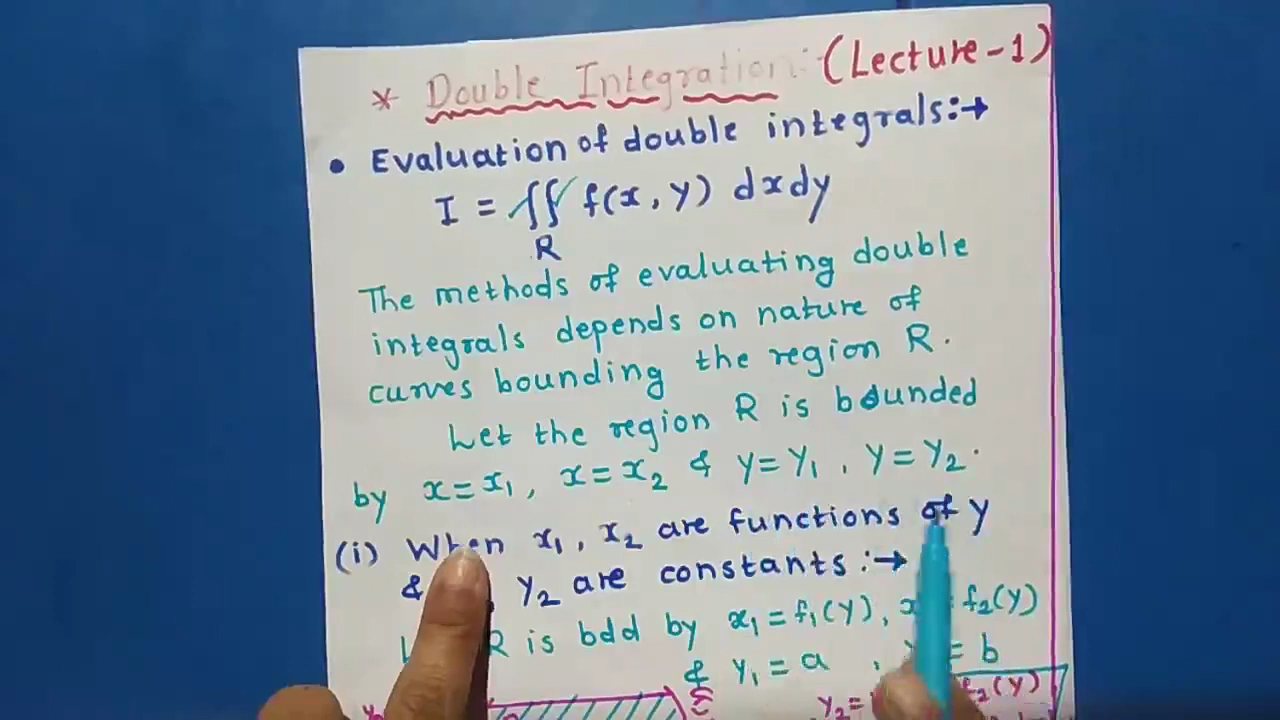 * Double Integration: (Lecture-1)
• Evaluation of double integrals:→
I = ∬ f(x, y) dxdy
R
The methods of evaluating double
integrals depends on nature of
curves bounding the region R.
Let the region R is bounded
by x=x₁, x=x₂ & y=y₁, y=y₂.
(i) When x₁, x₂ are functions of y
& y₂ are constants:→
R is bdd by x₁=f₁(y), f₂(y)
& y₁ = a, = b
y₂= f₂(y)